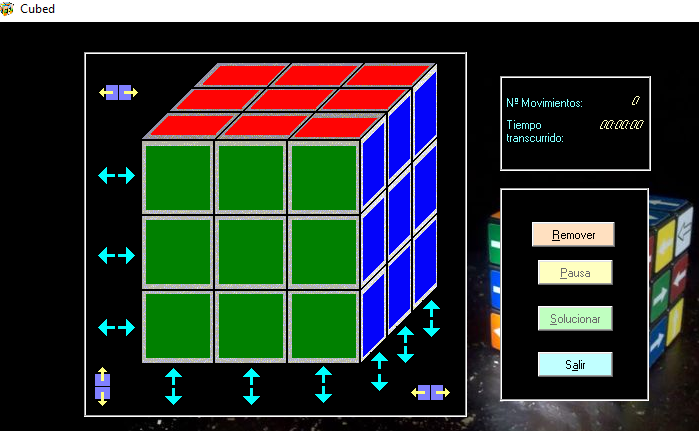 Cubed
Nº Movimientos: 0
Tiempo 00:00:00
transcurrido:
Remover
Pausa
Solucionar
Salir